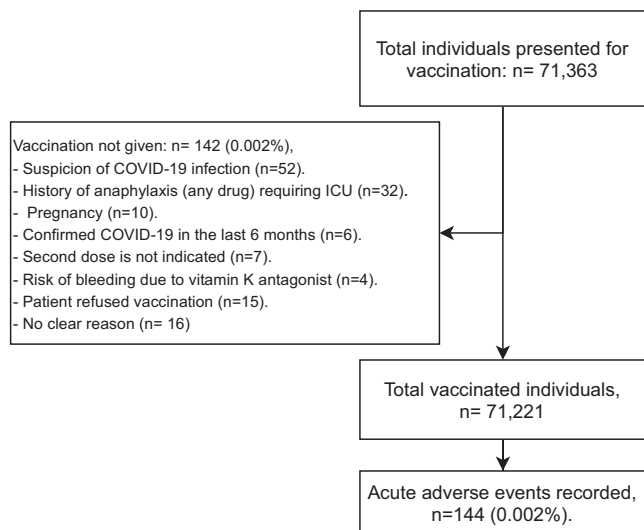 Total individuals presented for
vaccination: n= 71,363
Vaccination not given: n= 142 (0.002%),
- Suspicion of COVID-19 infection (n=52).
- History of anaphylaxis (any drug) requiring ICU (n=32).
-  Pregnancy (n=10).
- Confirmed COVID-19 in the last 6 months (n=6).
- Second dose is not indicated (n=7).
- Risk of bleeding due to vitamin K antagonist (n=4).
- Patient refused vaccination (n=15).
- No clear reason (n= 16)
Total vaccinated individuals,
n= 71,221
Acute adverse events recorded,
n=144 (0.002%).